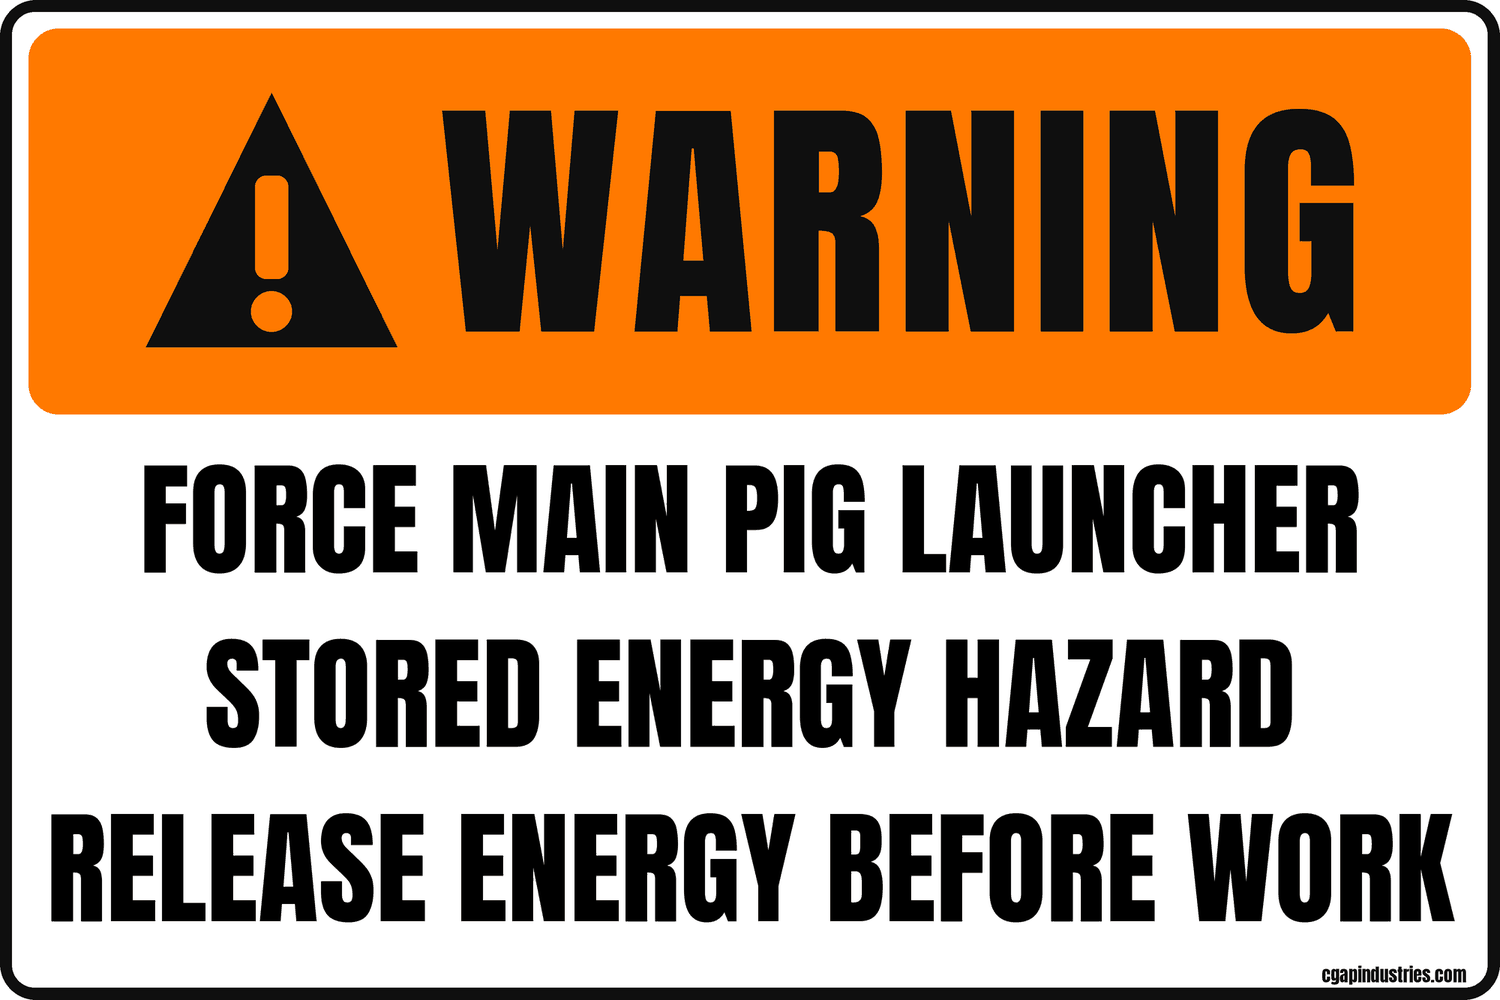 WARNING
FORCE MAIN PIG LAUNCHER
STORED ENERGY HAZARD
RELEASE ENERGY BEFORE WORK
cgapindustries.com